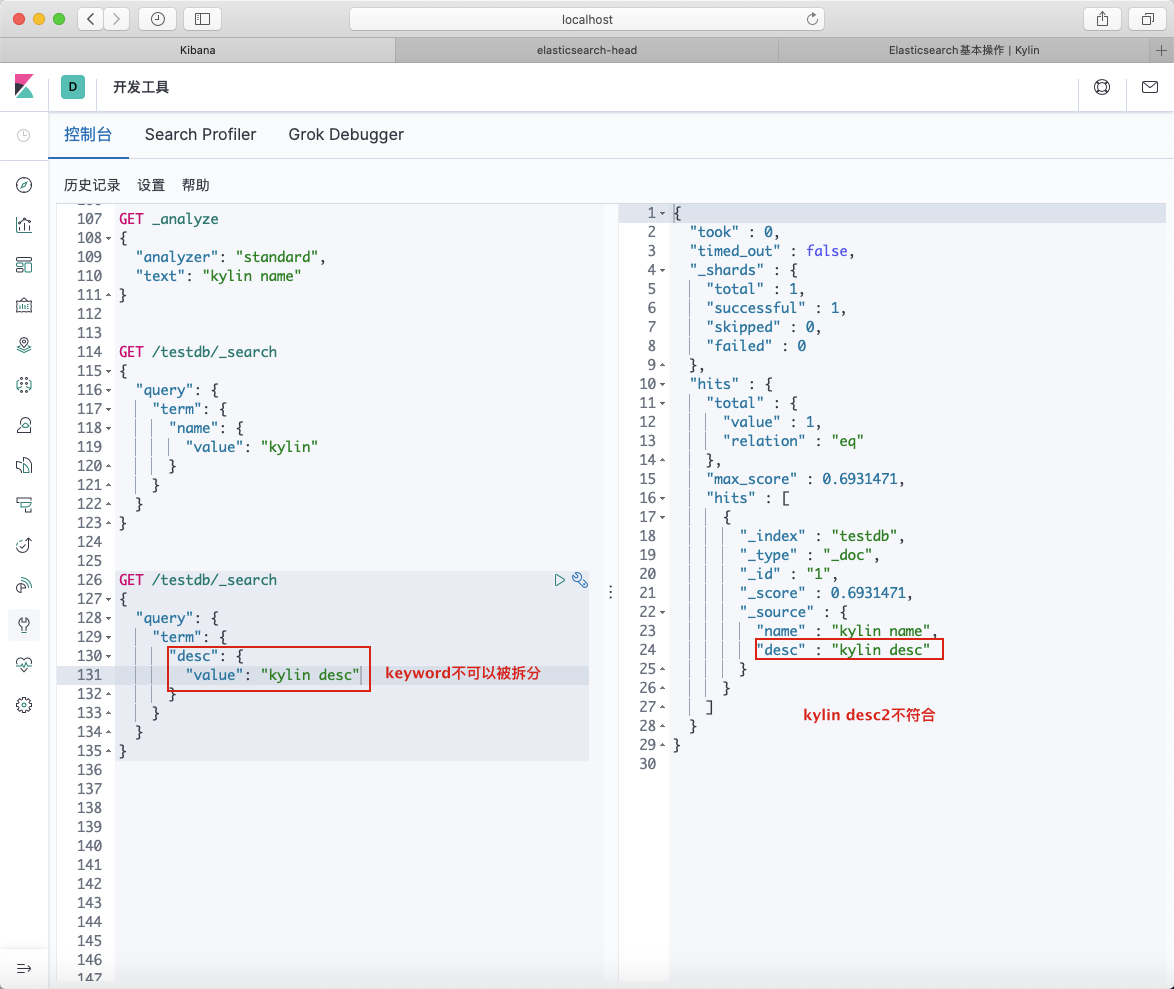 localhost
Kibana
elasticsearch-head
Elasticsearch基本操作 | Kylin
D
开发工具
控制台
Search Profiler
Grok Debugger
历史记录 设置 帮助
107 GET _analyze
108 {
109 "analyzer": "standard",
110 "text": "kylin name"
111 }
112
113
114 GET /testdb/_search
115 {
116 "query": {
117 "term": {
118 "name": {
119 "value": "kylin"
120 }
121 }
122 }
123 }
124
125
126 GET /testdb/_search
127 {
128 "query": {
129 "term": {
130 "desc": {
131 "value": "kylin desc"
keyword不可以被拆分
132 }
133 }
134 }
135 }
136
137
138
139
140
141
142
143
144
145
146
147
1 {
2 "took" : 0,
3 "timed_out" : false,
4 "_shards" : {
5 "total" : 1,
6 "successful" : 1,
7 "skipped" : 0,
8 "failed" : 0
9 },
10 "hits" : {
11 "total" : {
12 "value" : 1,
13 "relation" : "eq"
14 },
15 "max_score" : 0.6931471,
16 "hits" : [
17 {
18 "_index" : "testdb",
19 "_type" : "_doc",
20 "_id" : "1",
21 "_score" : 0.6931471,
22 "_source" : {
23 "name" : "kylin name",
24 "desc" : "kylin desc"
25 }
26 }
27 ]
kylin desc2不符合
28 }
29 }
30